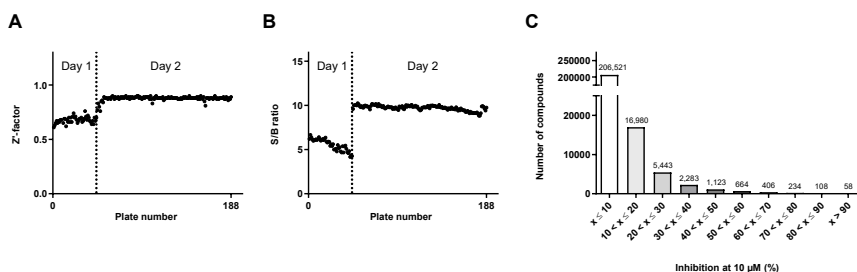 A
Day 1
Day 2
Z'-factor
1.0
0.5
0.0
0
188
Plate number
B
Day 1
Day 2
S/B ratio
15
10
5
0
0
188
Plate number
C
Number of compounds
250000
200000
150000
20000
10000
0
206,521
16,980
5,443
2,283
1,123
664
406
234
108
58
x ≤ 10
10 < x ≤ 20
20 < x ≤ 30
30 < x ≤ 40
40 < x ≤ 50
50 < x ≤ 60
60 < x ≤ 70
70 < x ≤ 80
80 < x ≤ 90
x > 90
Inhibition at 10 µM (%)